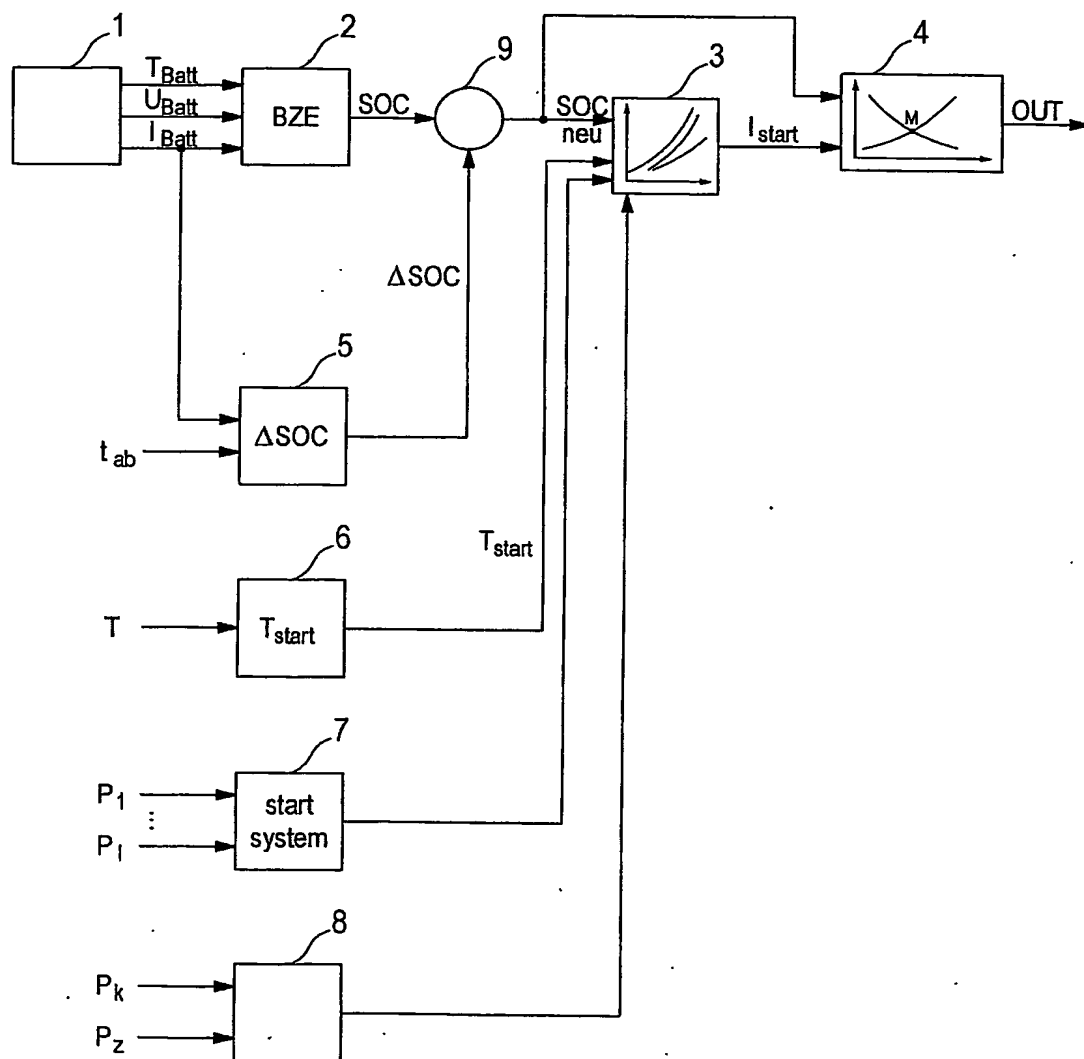 1
2
9
3
4
T_Batt
U_Batt
I_Batt
BZE
SOC
SOC
neu
I_start
M
OUT
ΔSOC
5
ΔSOC
t_ab
6
T_start
T
T_start
7
P_1
⋮
P_l
start
system
8
P_k
P_z